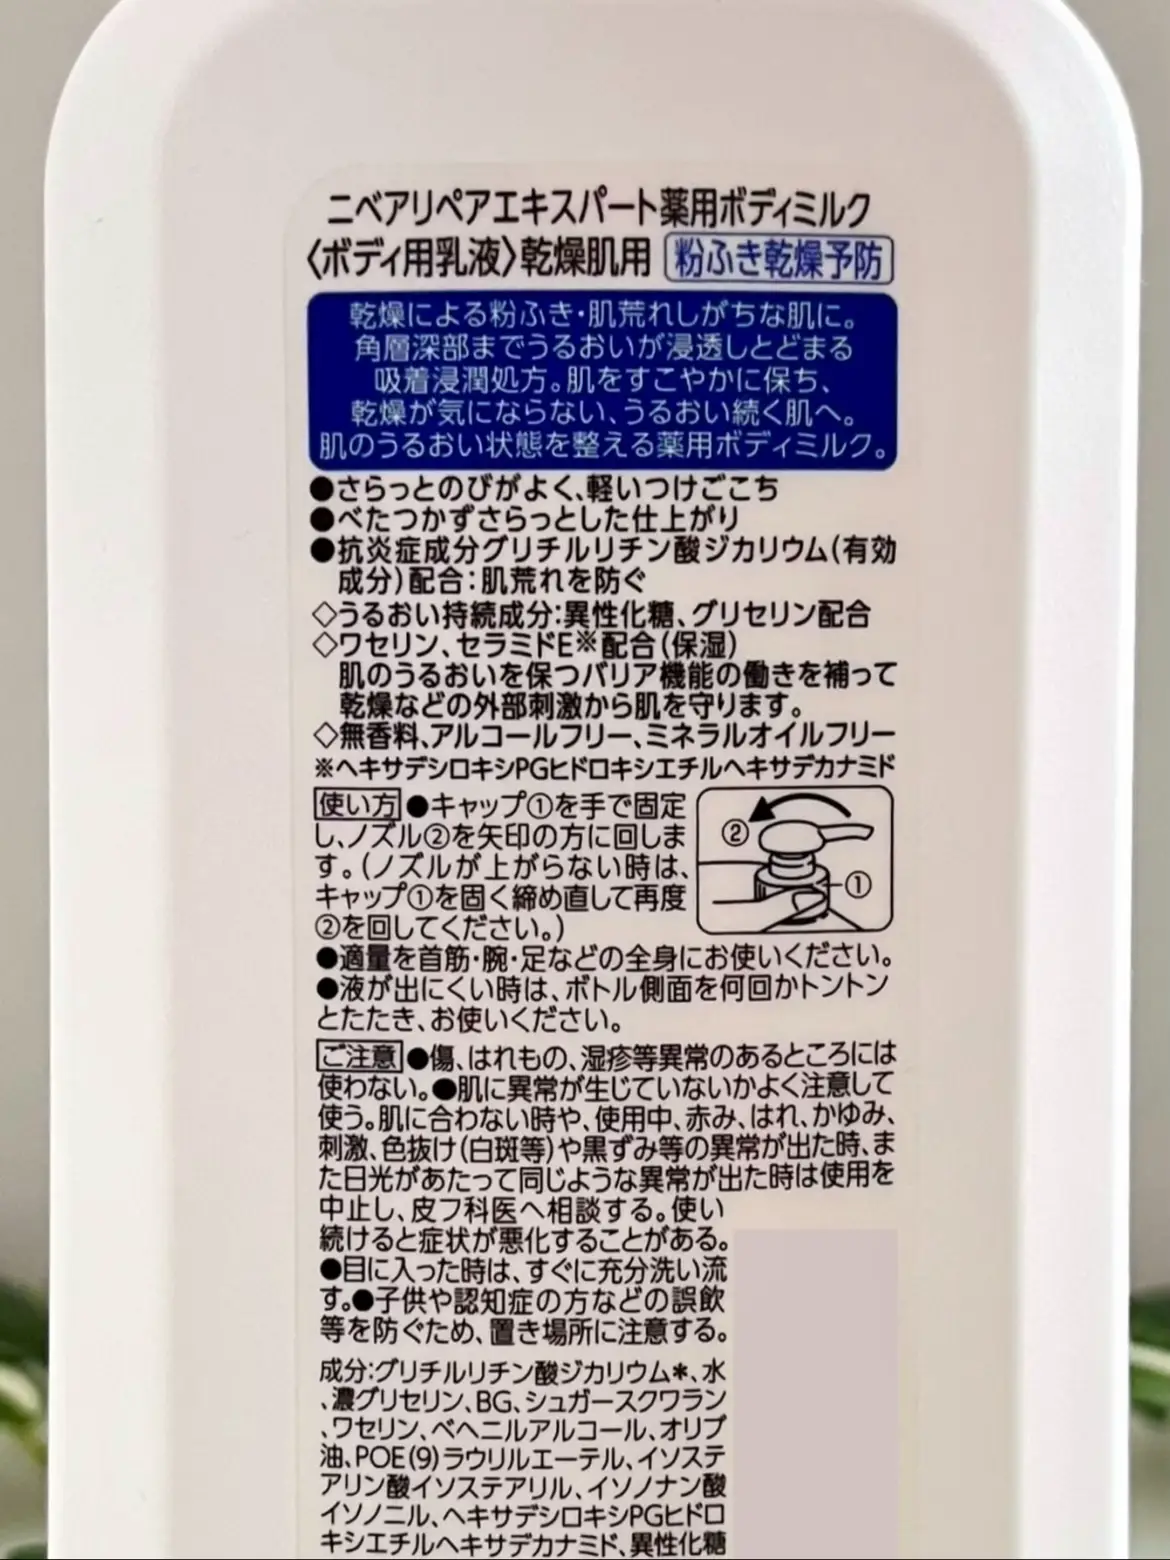 ニベアリペアエキスパート薬用ボディミルク
〈ボディ用乳液〉乾燥肌用 粉ふき乾燥予防
乾燥による粉ふき・肌荒れしがちな肌に。
角層深部までうるおいが浸透しとどまる
吸着浸潤処方。肌をすこやかに保ち、
乾燥が気にならない、うるおい続く肌へ。
肌のうるおい状態を整える薬用ボディミルク。
●さらっとのびがよく、軽いつけごこち
●べたつかずさらっとした仕上がり
●抗炎症成分グリチルリチン酸ジカリウム(有効
成分)配合:肌荒れを防ぐ
◇うるおい持続成分:異性化糖、グリセリン配合
◇ワセリン、セラミドE※配合(保湿)
肌のうるおいを保つバリア機能の働きを補って
乾燥などの外部刺激から肌を守ります。
◇無香料、アルコールフリー、ミネラルオイルフリー
※ヘキサデシロキシPGヒドロキシエチルヘキサデカナミド
使い方 ●キャップ①を手で固定
し、ノズル②を矢印の方に回しま
す。(ノズルが上がらない時は、
キャップ①を固く締め直して再度
②を回してください。)
②
①
●適量を首筋・腕・足などの全身にお使いください。
●液が出にくい時は、ボトル側面を何回かトントン
とたたき、お使いください。
ご注意 ●傷、はれもの、湿疹等異常のあるところには
使わない。●肌に異常が生じていないかよく注意して
使う。肌に合わない時や、使用中、赤み、はれ、かゆみ、
刺激、色抜け(白斑等)や黒ずみ等の異常が出た時、ま
た日光があたって同じような異常が出た時は使用を
中止し、皮フ科医へ相談する。使い
続けると症状が悪化することがある。
●目に入った時は、すぐに充分洗い流
す。●子供や認知症の方などの誤飲
等を防ぐため、置き場所に注意する。
成分:グリチルリチン酸ジカリウム*、水
、濃グリセリン、BG、シュガースクワラン
、ワセリン、ベヘニルアルコール、オリブ
油、POE(9)ラウリルエーテル、イソステ
アリン酸イソステアリル、イソノナン酸
イソノニル、ヘキサデシロキシPGヒドロ
キシエチルヘキサデカナミド、異性化糖